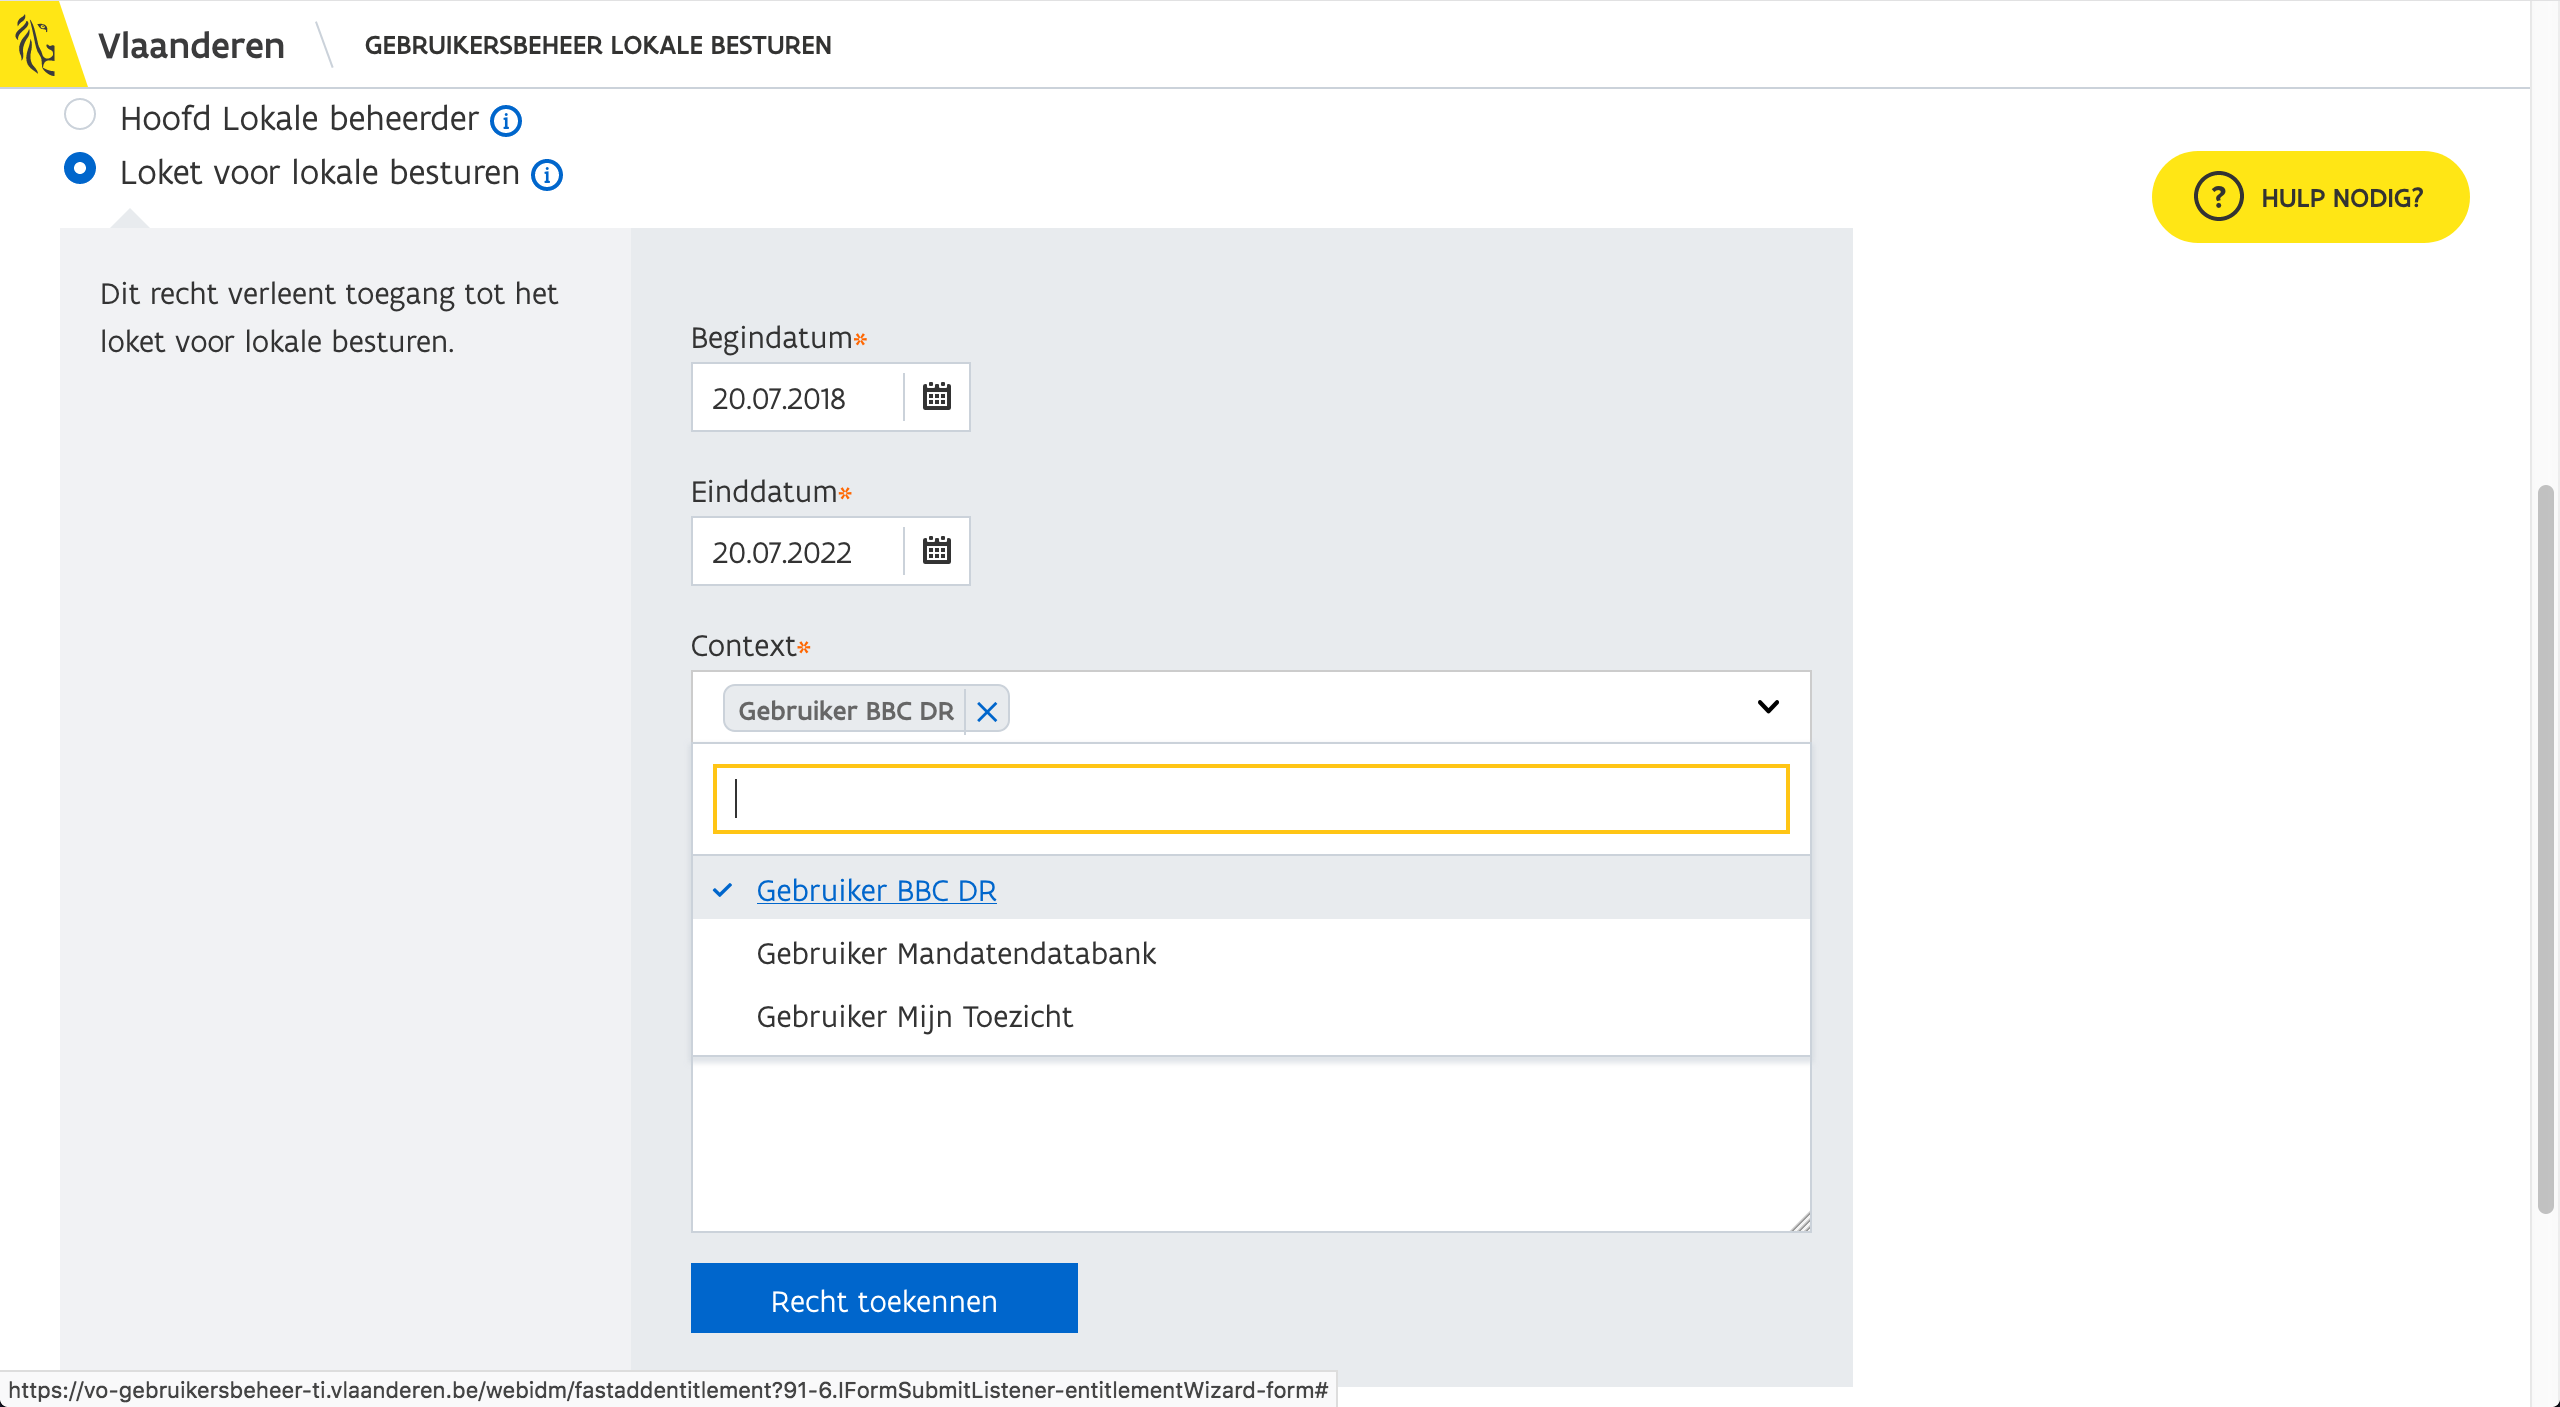 Vlaanderen
GEBRUIKERSBEHEER LOKALE BESTUREN
Hoofd Lokale beheerder
Loket voor lokale besturen
? HULP NODIG?
Dit recht verleent toegang tot het
loket voor lokale besturen.
Begindatum*
20.07.2018
Einddatum*
20.07.2022
Context*
Gebruiker BBC DR
Gebruiker BBC DR
Gebruiker Mandatendatabank
Gebruiker Mijn Toezicht
Recht toekennen
https://vo-gebruikersbeheer-ti.vlaanderen.be/webidm/fastaddentitlement?91-6.IFormSubmitListener-entitlementWizard-form#